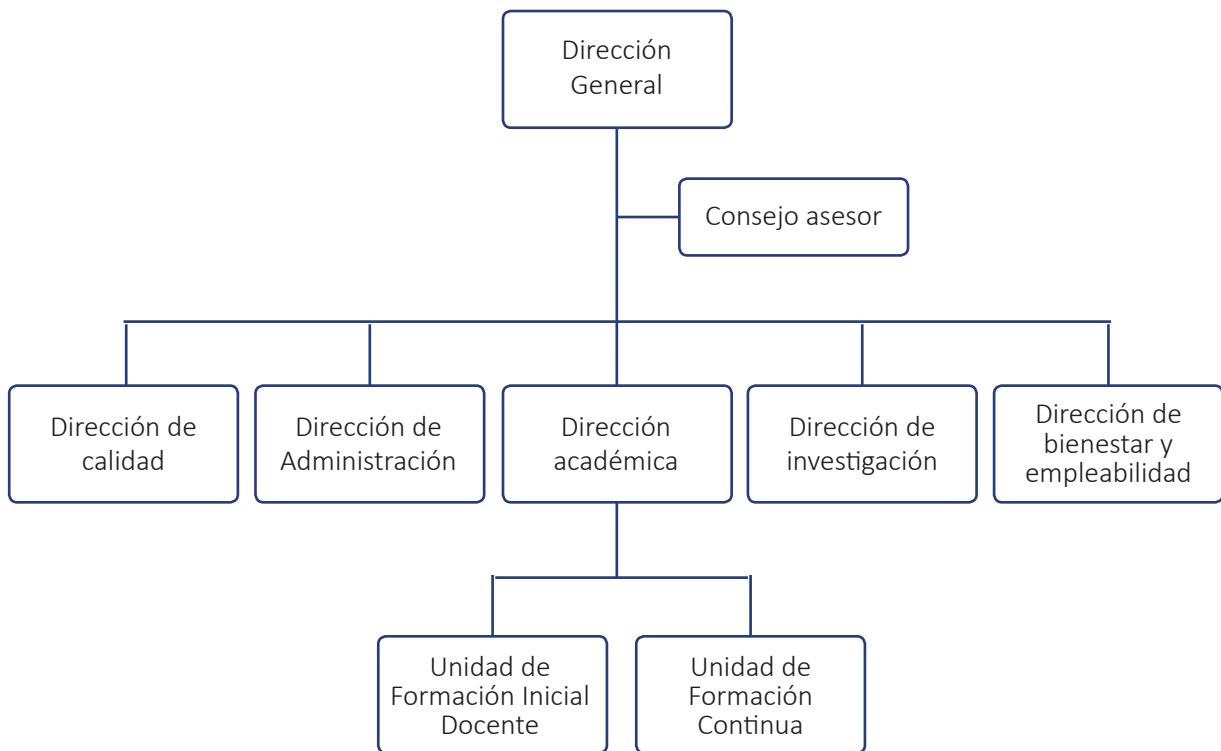 Dirección
General
Consejo asesor
Dirección de
calidad
Dirección de
Administración
Dirección
académica
Dirección de
investigación
Dirección de
bienestar y
empleabilidad
Unidad de
Formación Inicial
Docente
Unidad de
Formación
Continua